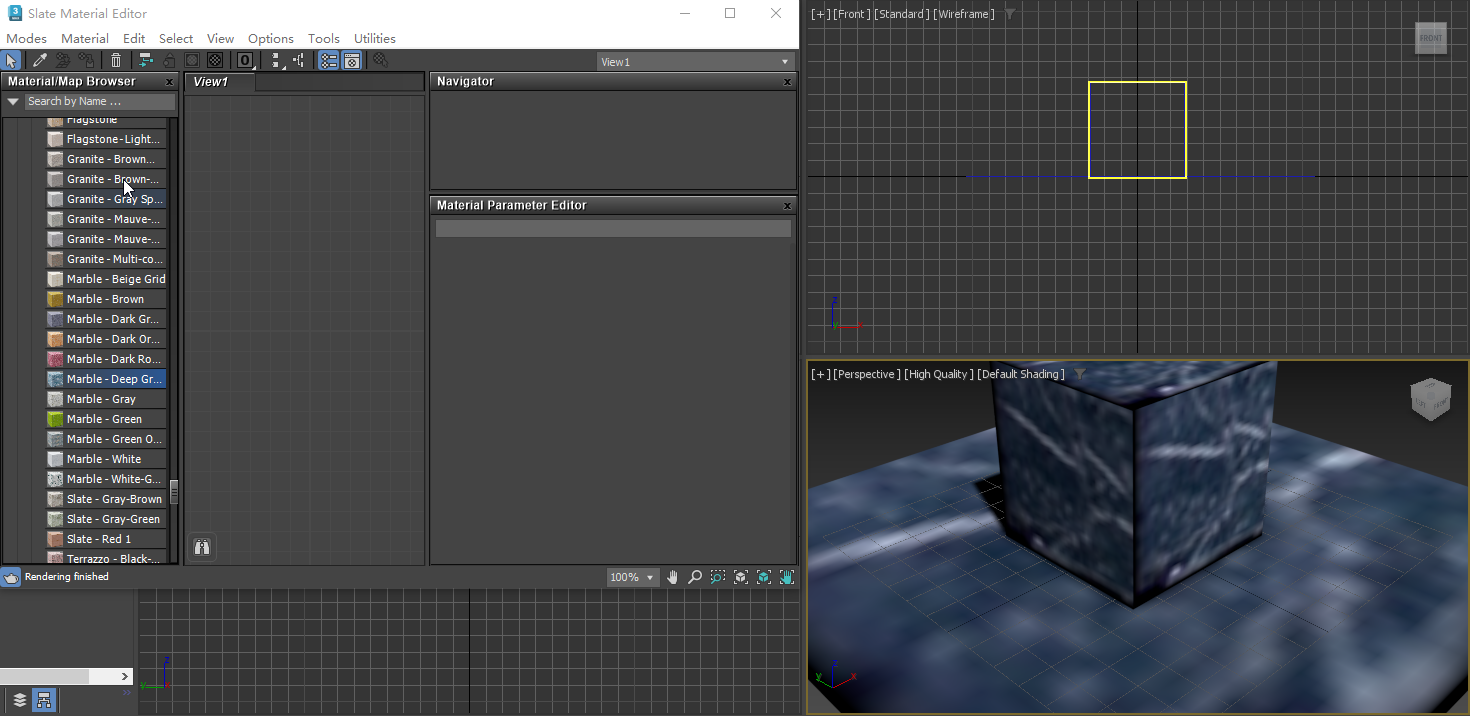 Slate Material Editor
Modes Material Edit Select View Options Tools Utilities
View1
Material/Map Browser x
Search by Name ...
Flagstone
Flagstone-Light...
Granite - Brown...
Granite - Brown-...
Granite - Gray Sp...
Granite - Mauve-...
Granite - Mauve-...
Granite - Multi-co...
Marble - Beige Grid
Marble - Brown
Marble - Dark Gr...
Marble - Dark Or...
Marble - Dark Ro...
Marble - Deep Gr...
Marble - Gray
Marble - Green
Marble - Green O...
Marble - White
Marble - White-G...
Slate - Gray-Brown
Slate - Gray-Green
Slate - Red 1
Terrazzo - Black-...
View1
Navigator x
Material Parameter Editor x
Rendering finished
100%
[+] [Front] [Standard] [Wireframe]
FRONT
z
y
x
[+] [Perspective] [High Quality] [Default Shading]
LEFT
FRONT
z
y
x
z
y